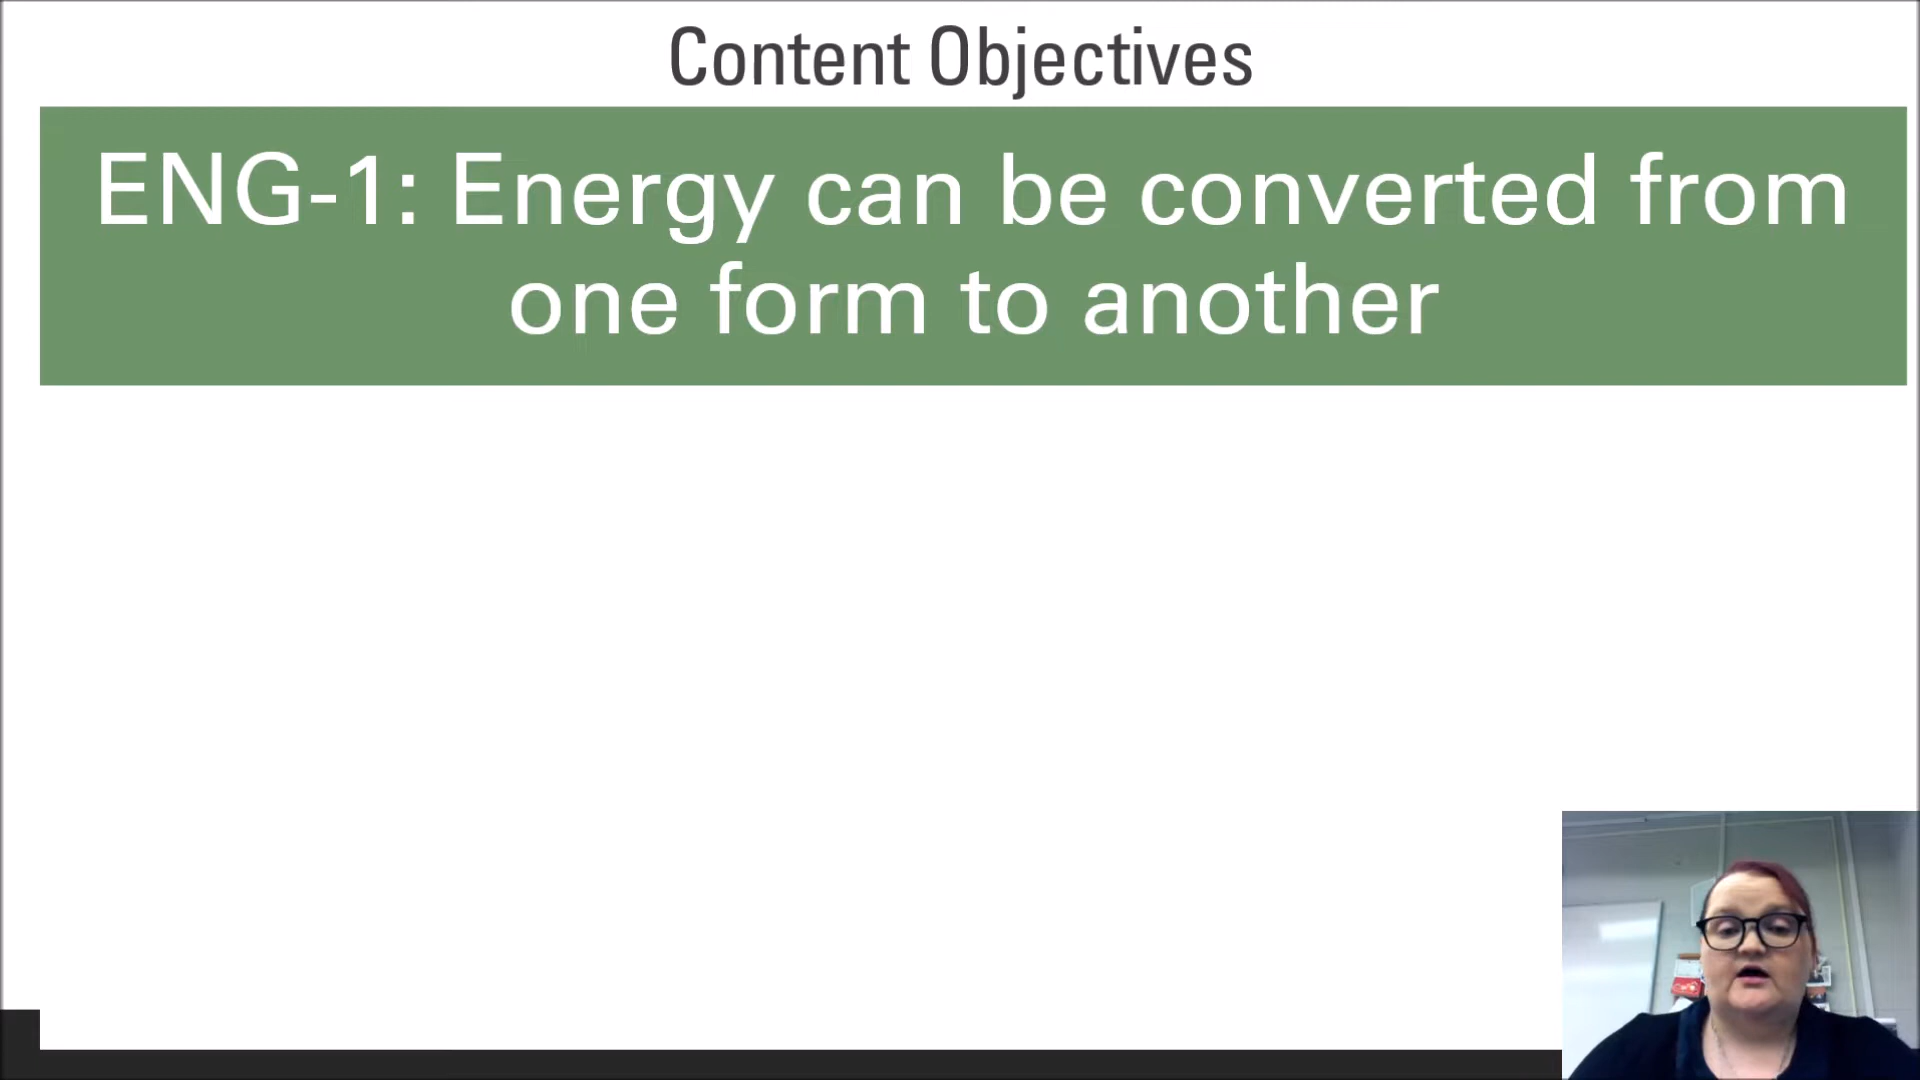 Content Objectives
ENG-1: Energy can be converted from
one form to another